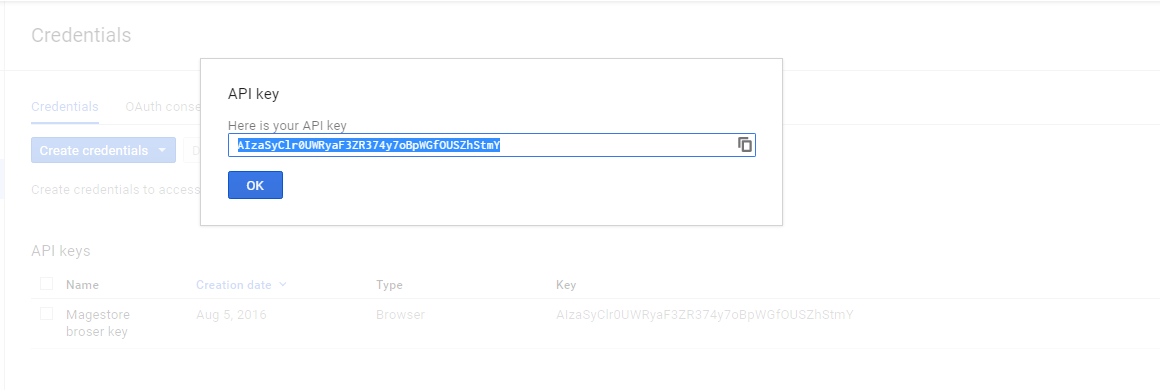 Credentials
API key
Credentials
OAuth conse
Here is your API key
AIzaSyClr0UWRyaF3ZR374y7oBpWGfOUSZhStmY
Create credentials
OK
Create credentials to access
API keys
Name Creation date Type Key
Magestore broser key Aug 5, 2016 Browser AIzaSyClr0UWRyaF3ZR374y7oBpWGfOUSZhStmY